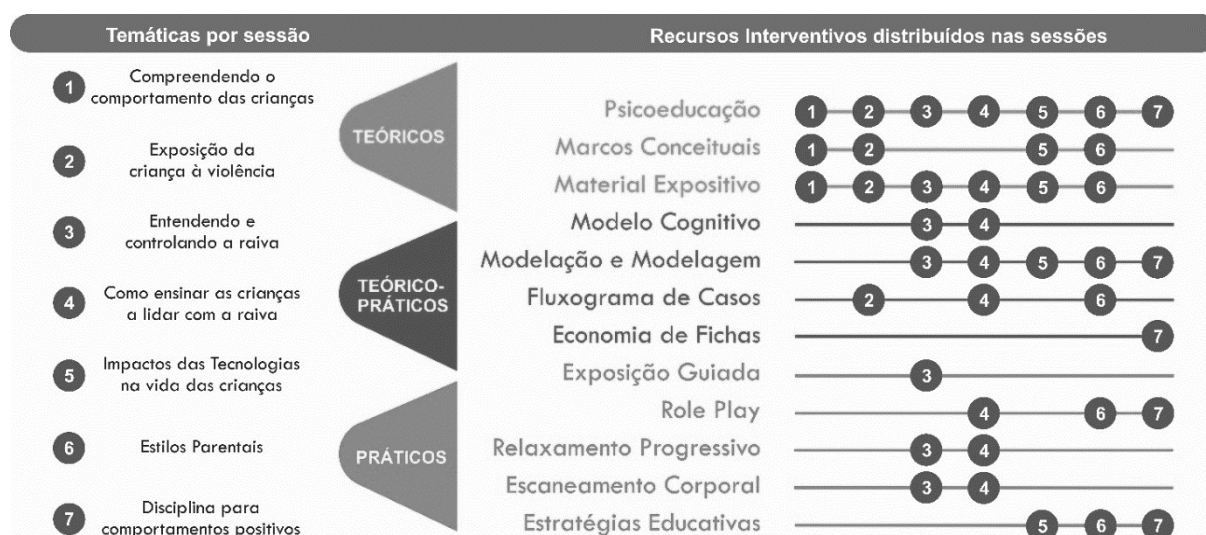 Temáticas por sessão
Recursos Interventivos distribuídos nas sessões
1
Compreendendo o
comportamento das crianças
2
Exposição da
criança à violência
3
Entendendo e
controlando a raiva
4
Como ensinar as crianças
a lidar com a raiva
5
Impactos das Tecnologias
na vida das crianças
6
Estilos Parentais
7
Disciplina para
comportamentos positivos
TEÓRICOS
TEÓRICO-
PRÁTICOS
PRÁTICOS
Psicoeducação 1 2 3 4 5 6 7
Marcos Conceituais 1 2 5 6
Material Expositivo 1 2 3 4 5 6
Modelo Cognitivo 3 4
Modelação e Modelagem 3 4 5 6 7
Fluxograma de Casos 2 4 6
Economia de Fichas 7
Exposição Guiada 3
Role Play 4 6 7
Relaxamento Progressivo 3 4
Escaneamento Corporal 3 4
Estratégias Educativas 5 6 7